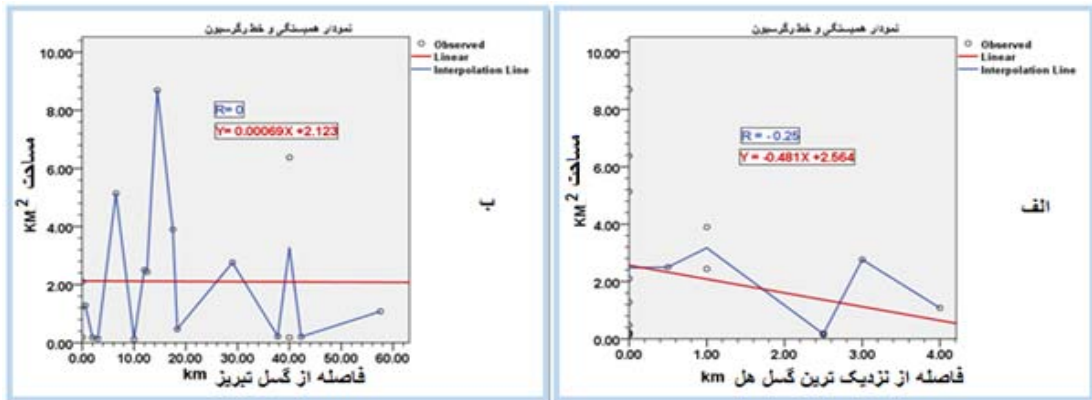 نمودار همبستگی و خط رگرسیون
Observed
Linear
Interpolation Line
R= 0
Y= 0.00069X +2.123
مساحت KM 2
10.00
8.00
6.00
4.00
2.00
0.00
0.00 10.00 20.00 30.00 40.00 50.00 60.00
فاصله از گسل تبریز km
ب
نمودار همبستگی و خط رگرسیون
Observed
Linear
Interpolation Line
R = - 0.25
Y = -0.481X +2.564
مساحت KM 2
10.00
8.00
6.00
4.00
2.00
0.00
0.00 1.00 2.00 3.00 4.00
فاصله از نزدیک ترین گسل هل km
الف